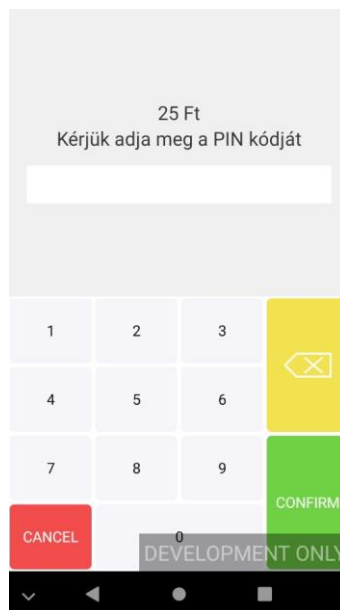 25 Ft
Kérjük adja meg a PIN kódját
1 2 3
4 5 6
7 8 9
CONFIRM
CANCEL 0
DEVELOPMENT ONLY